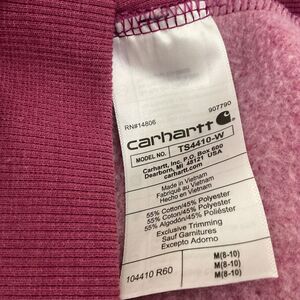 RN#14806
907790
carhartt
MODEL NO. TS4410-W
Carhartt, Inc. P.O. Box 600
Dearborn, MI 48121 USA
carhartt.com
Made in Vietnam
Fabriqué en Vietnam
Hecho en Vietnam
55% Cotton/45% Polyester
55% Coton/45% Polyester
55% Algodón/45% Poliéster
Exclusive Trimming
Sauf Garnitures
Excepto Adorno
104410 R60
M(8-10)
M(8-10)
M(8-10)